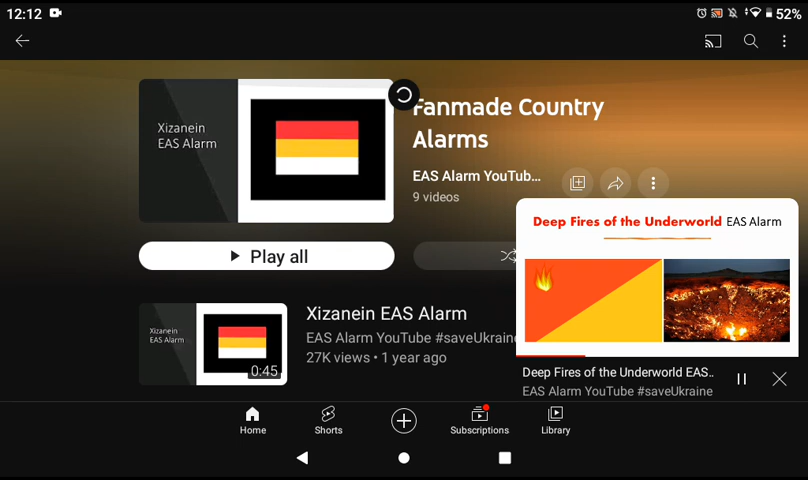 12:12
52%
Xizanein
EAS Alarm
Fanmade Country
Alarms
EAS Alarm YouTub...
9 videos
Play all
Deep Fires of the Underworld EAS Alarm
Xizanein
EAS Alarm
0:45
Xizanein EAS Alarm
EAS Alarm YouTube #saveUkraine
27K views • 1 year ago
Deep Fires of the Underworld EAS..
EAS Alarm YouTube #saveUkraine
Home
Shorts
Subscriptions
Library